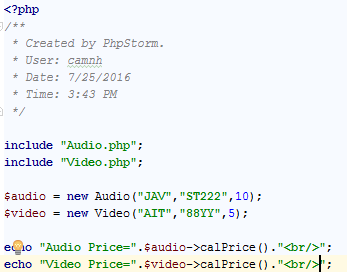 <?php
/**
 * Created by PhpStorm.
 * User: camnh
 * Date: 7/25/2016
 * Time: 3:43 PM
 */
include "Audio.php";
include "Video.php";
$audio = new Audio("JAV","ST222",10);
$video = new Video("AIT","88YY",5);
echo "Audio Price=".$audio->calPrice()."<br/>";
echo "Video Price=".$video->calPrice()."<br/>";